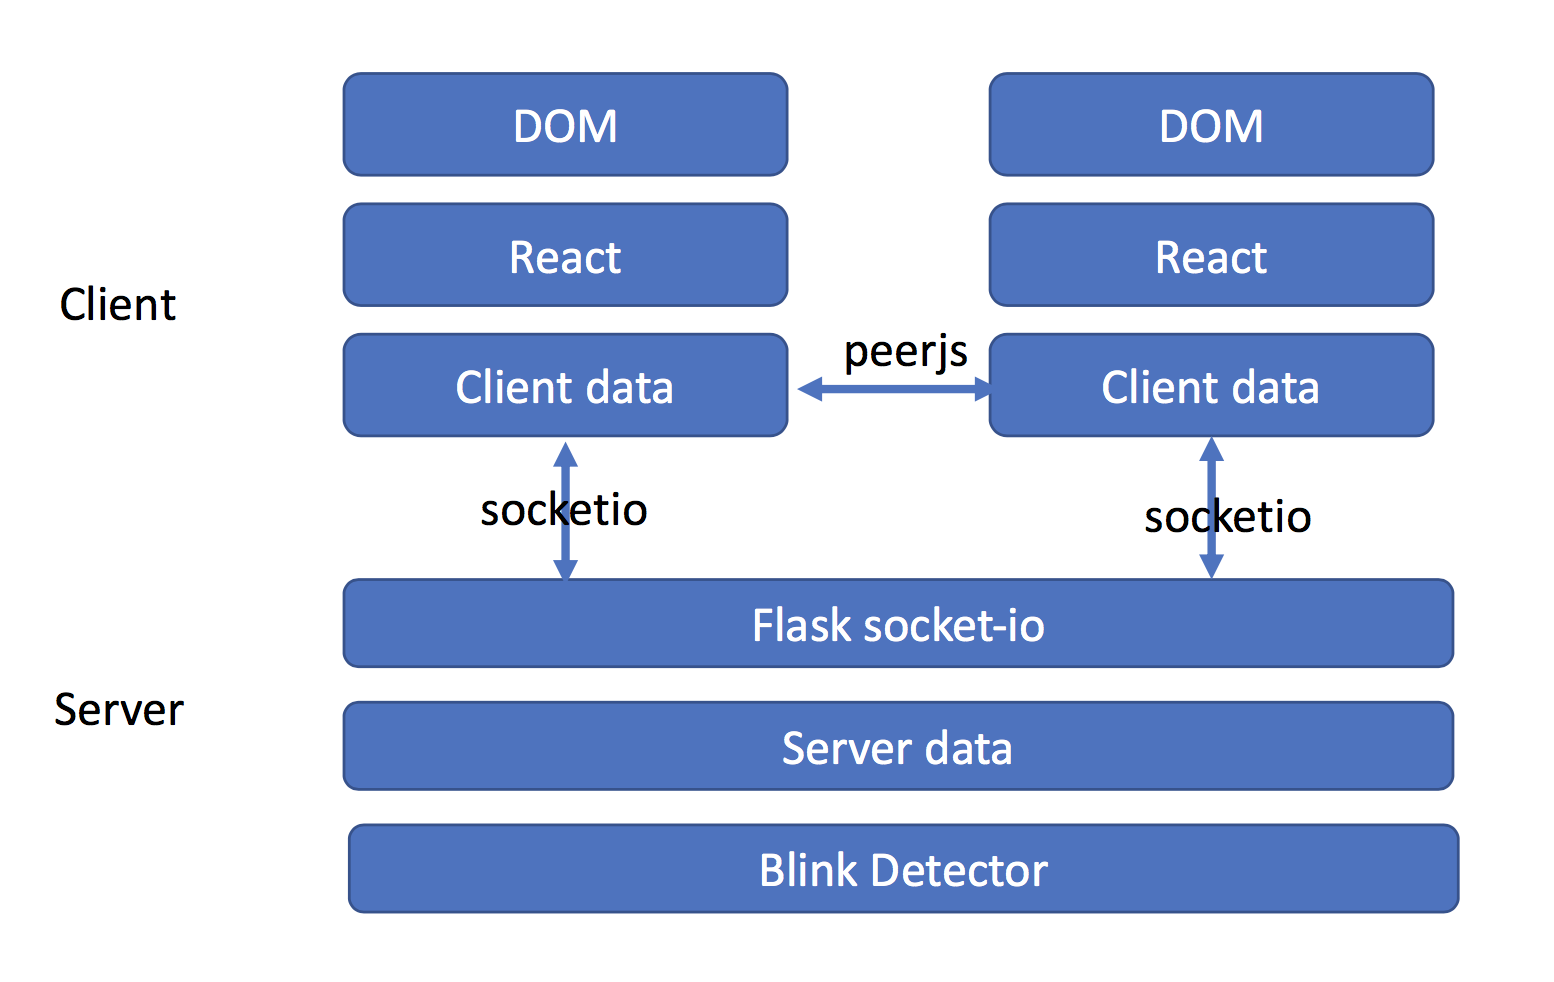 DOM
DOM
React
React
Client
Client data
peerjs
Client data
socketio
socketio
Flask socket-io
Server
Server data
Blink Detector